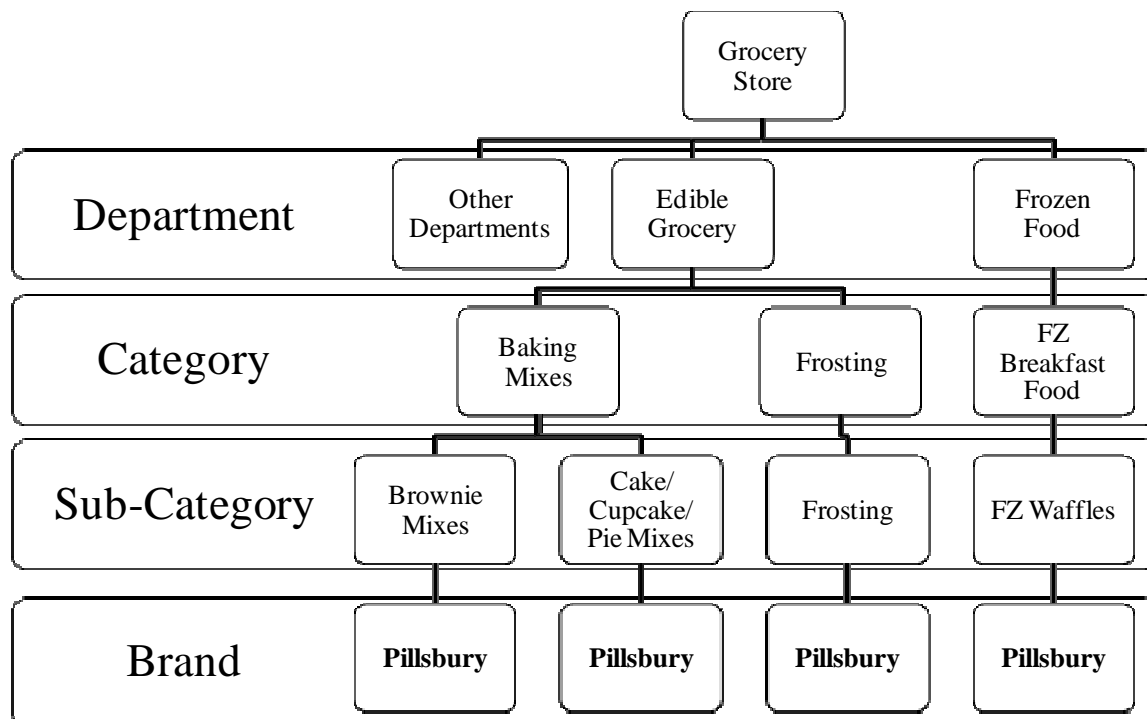 Grocery
Store
Department
Other
Departments
Edible
Grocery
Frozen
Food
Category
Baking
Mixes
Frosting
FZ
Breakfast
Food
Sub-Category
Brownie
Mixes
Cake/
Cupcake/
Pie Mixes
Frosting
FZ Waffles
Brand
Pillsbury
Pillsbury
Pillsbury
Pillsbury